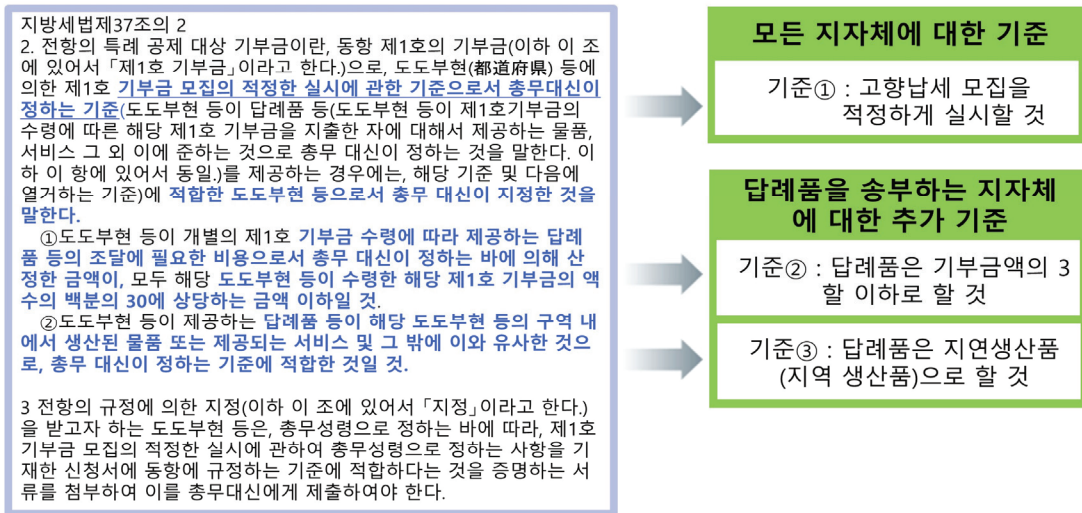 지방세법제37조의 2
2. 전항의 특례 공제 대상 기부금이란, 동항 제1호의 기부금(이하 이 조
에 있어서 「제1호 기부금」이라고 한다.)으로, 도도부현(都道府県) 등에
의한 제1호 기부금 모집의 적정한 실시에 관한 기준으로서 총무대신이
정하는 기준(도도부현 등이 답례품 등(도도부현 등이 제1호기부금의
수령에 따른 해당 제1호 기부금을 지출한 자에 대해서 제공하는 물품,
서비스 그 외 이에 준하는 것으로 총무 대신이 정하는 것을 말한다. 이
하 이 항에 있어서 동일.)를 제공하는 경우에는, 해당 기준 및 다음에
열거하는 기준)에 적합한 도도부현 등으로서 총무 대신이 지정한 것을
말한다.
①도도부현 등이 개별의 제1호 기부금 수령에 따라 제공하는 답례
품 등의 조달에 필요한 비용으로서 총무 대신이 정하는 바에 의해 산
정한 금액이, 모두 해당 도도부현 등이 수령한 해당 제1호 기부금의 액
수의 백분의 30에 상당하는 금액 이하일 것.
②도도부현 등이 제공하는 답례품 등이 해당 도도부현 등의 구역 내
에서 생산된 물품 또는 제공되는 서비스 및 그 밖에 이와 유사한 것으
로, 총무 대신이 정하는 기준에 적합한 것일 것.
3 전항의 규정에 의한 지정(이하 이 조에 있어서 「지정」이라고 한다.)
을 받고자 하는 도도부현 등은, 총무성령으로 정하는 바에 따라, 제1호
기부금 모집의 적정한 실시에 관하여 총무성령으로 정하는 사항을 기
재한 신청서에 동항에 규정하는 기준에 적합하다는 것을 증명하는 서
류를 첨부하여 이를 총무대신에게 제출하여야 한다.
모든 지자체에 대한 기준
기준① : 고향납세 모집을
적정하게 실시할 것
답례품을 송부하는 지자체
에 대한 추가 기준
기준② : 답례품은 기부금액의 3
할 이하로 할 것
기준③ : 답례품은 지연생산품
(지역 생산품)으로 할 것